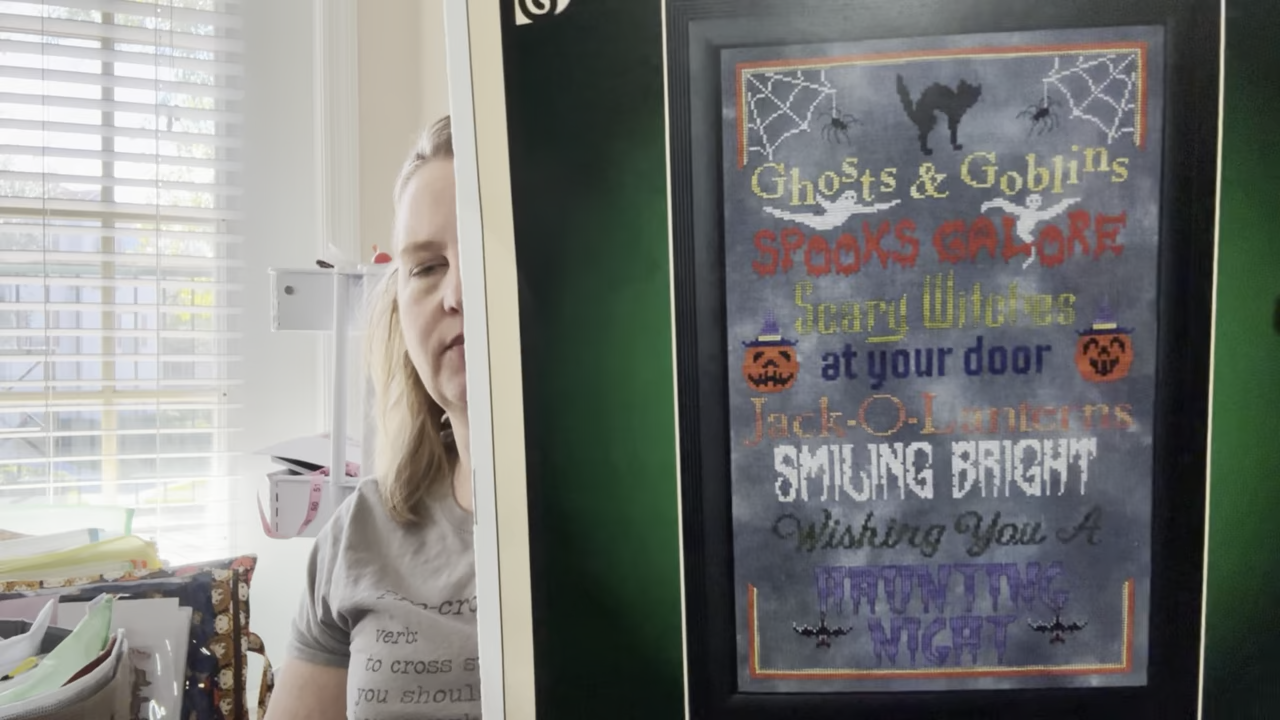 Ghosts & Goblins
SPOOKS GALORE
Scary Witches
at your door
Jack-O-Lanterns
SMILING BRIGHT
Wishing You A
HAUNTING
NIGHT
verb:
to cross
you shoul